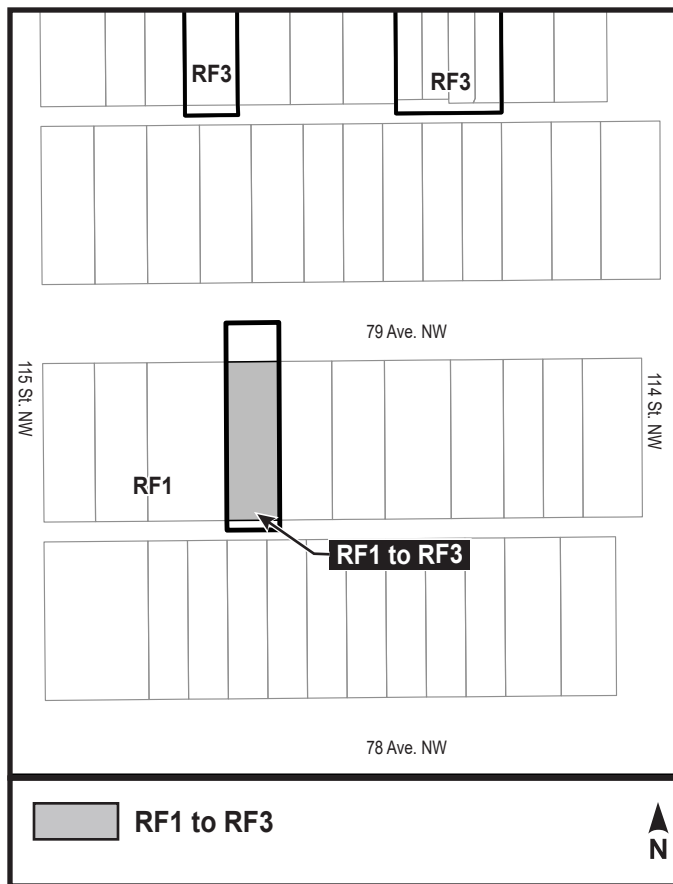 RF3
RF3
79 Ave. NW
115 St. NW
114 St. NW
RF1
RF1 to RF3
78 Ave. NW
RF1 to RF3
N